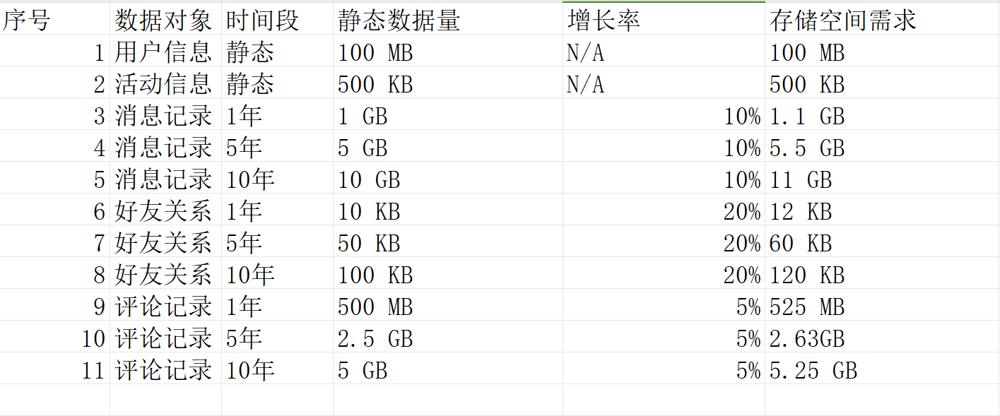 序号 数据对象 时间段 静态数据量 增长率 存储空间需求
1 用户信息 静态 100 MB N/A 100 MB
2 活动信息 静态 500 KB N/A 500 KB
3 消息记录 1年 1 GB 10% 1.1 GB
4 消息记录 5年 5 GB 10% 5.5 GB
5 消息记录 10年 10 GB 10% 11 GB
6 好友关系 1年 10 KB 20% 12 KB
7 好友关系 5年 50 KB 20% 60 KB
8 好友关系 10年 100 KB 20% 120 KB
9 评论记录 1年 500 MB 5% 525 MB
10 评论记录 5年 2.5 GB 5% 2.63GB
11 评论记录 10年 5 GB 5% 5.25 GB